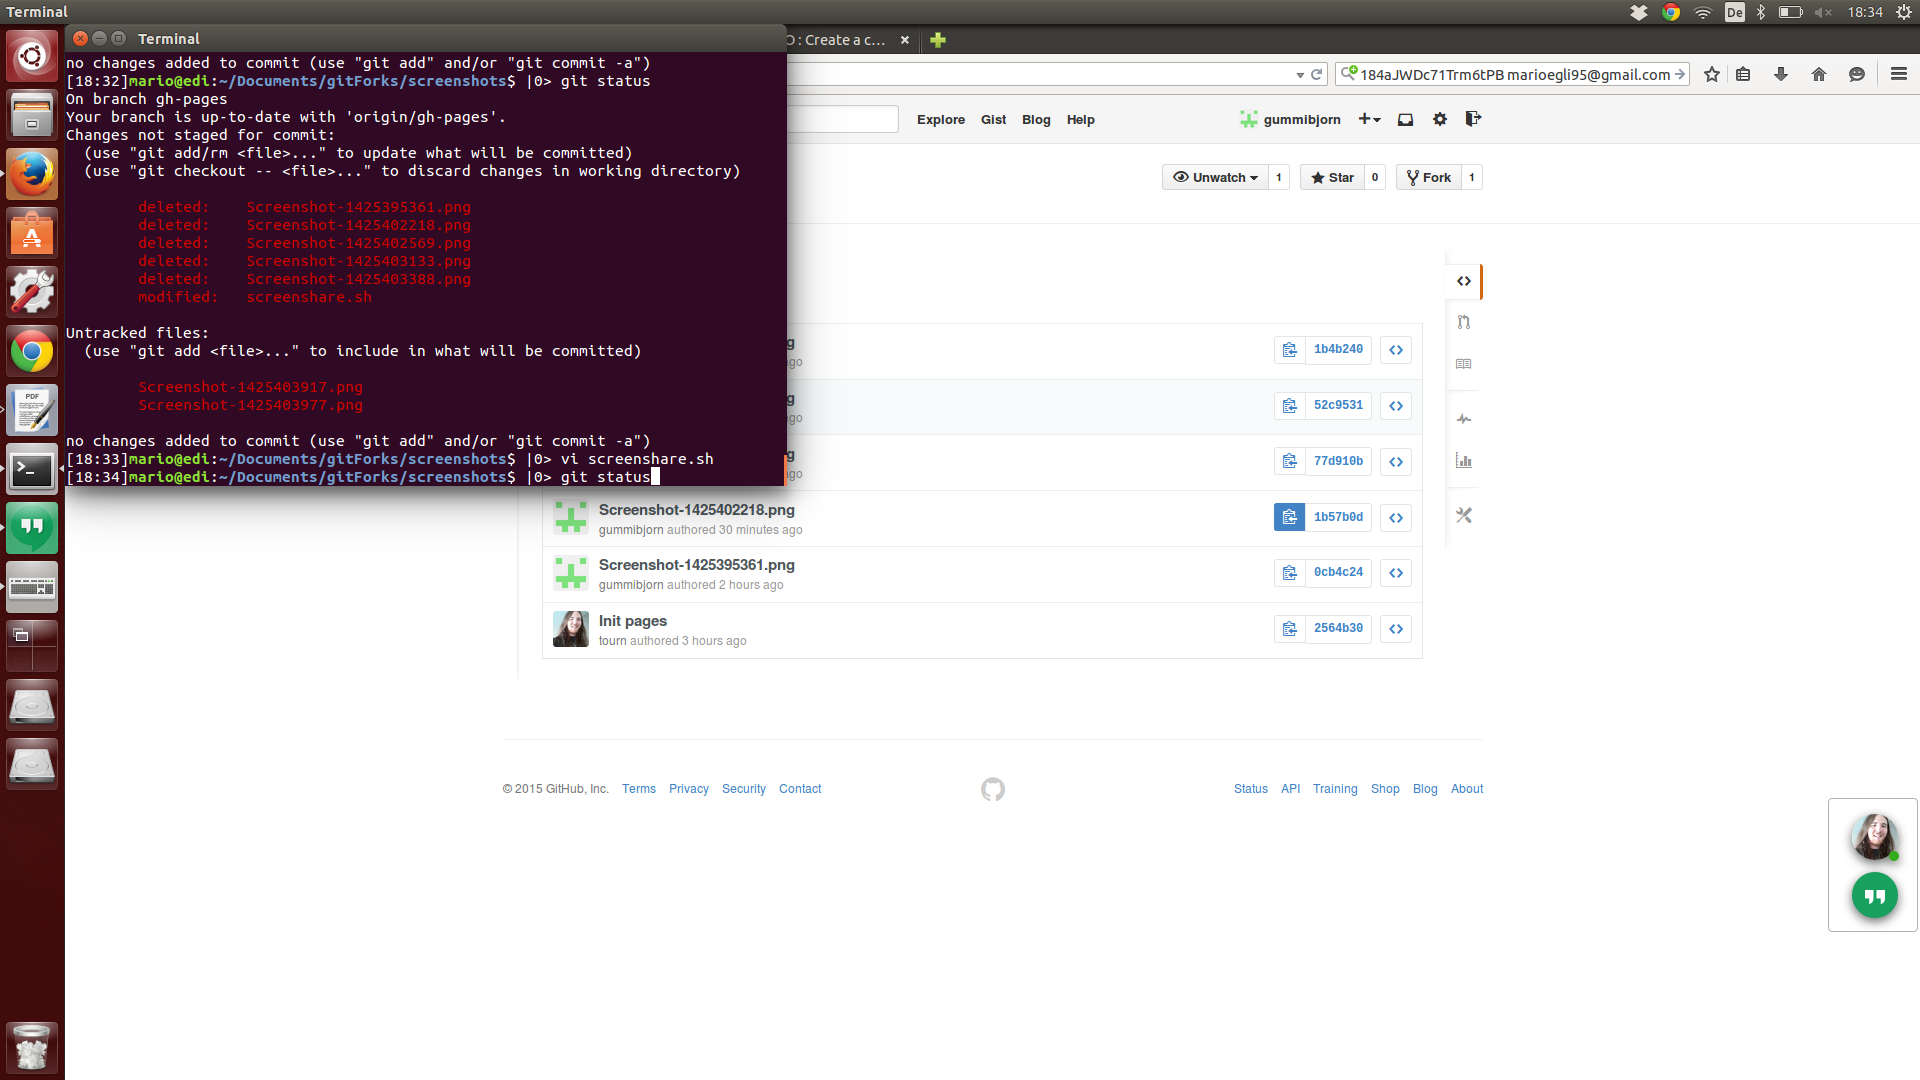 Terminal
De
18:34
Terminal
no changes added to commit (use "git add" and/or "git commit -a")
[18:32]mario@edi:~/Documents/gitForks/screenshots$ |0> git status
On branch gh-pages
Your branch is up-to-date with 'origin/gh-pages'.
Changes not staged for commit:
(use "git add/rm <file>..." to update what will be committed)
(use "git checkout -- <file>..." to discard changes in working directory)
deleted: Screenshot-1425395361.png
deleted: Screenshot-1425402218.png
deleted: Screenshot-1425402569.png
deleted: Screenshot-1425403133.png
deleted: Screenshot-1425403388.png
modified: screenshare.sh
Untracked files:
(use "git add <file>..." to include in what will be committed)
Screenshot-1425403917.png
Screenshot-1425403977.png
no changes added to commit (use "git add" and/or "git commit -a")
[18:33]mario@edi:~/Documents/gitForks/screenshots$ |0> vi screenshare.sh
[18:34]mario@edi:~/Documents/gitForks/screenshots$ |0> git status
: Create a c...
184aJWDc71Trm6tPB marioegli95@gmail.com
Explore Gist Blog Help
gummibjorn
Unwatch 1 Star 0 Fork 1
g
ago
1b4b240
g
ago
52c9531
g
ago
77d910b
Screenshot-1425402218.png
gummibjorn authored 30 minutes ago
1b57b0d
Screenshot-1425395361.png
gummibjorn authored 2 hours ago
0cb4c24
Init pages
tourn authored 3 hours ago
2564b30
© 2015 GitHub, Inc. Terms Privacy Security Contact
Status API Training Shop Blog About
PDF